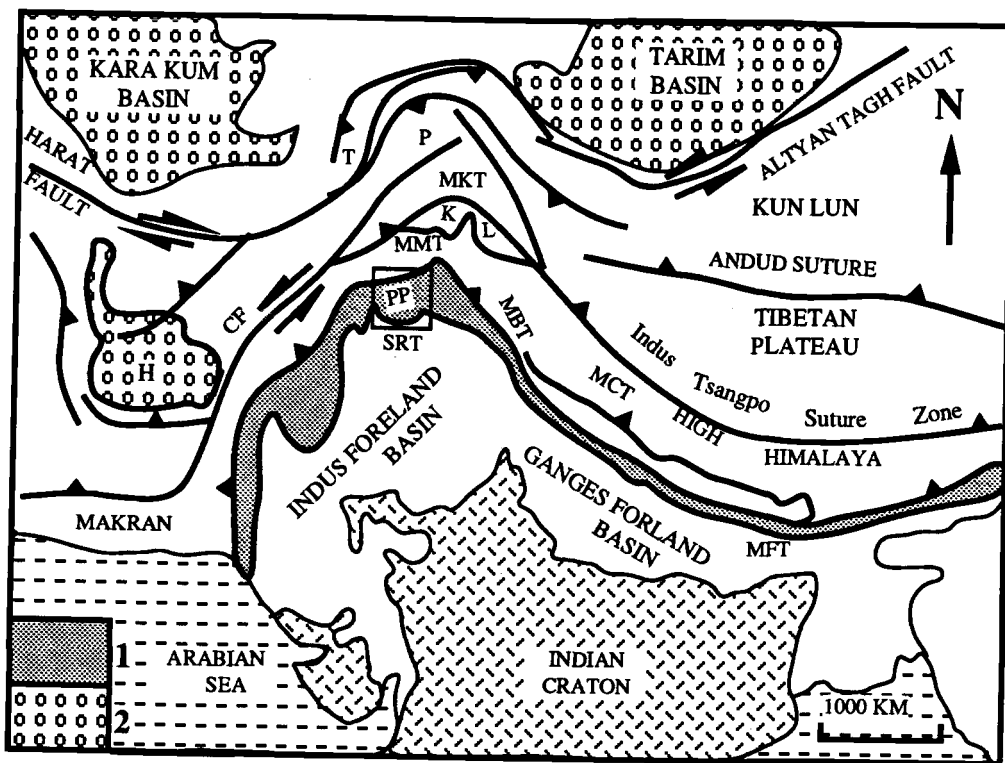 KARA KUM
BASIN
TARIM
BASIN
ALTYAN TAGH FAULT
N
HARAT
FAULT
T
P
MKT
K
L
MMT
KUN LUN
ANDUD SUTURE
TIBETAN
PLATEAU
CF
PP
SRT
H
MBT
MCT
Indus Tsangpo Suture Zone
HIGH
HIMALAYA
INDUS FORELAND
BASIN
GANGES FORLAND
BASIN
MFT
MAKRAN
ARABIAN
SEA
INDIAN
CRATON
1
2
1000 KM